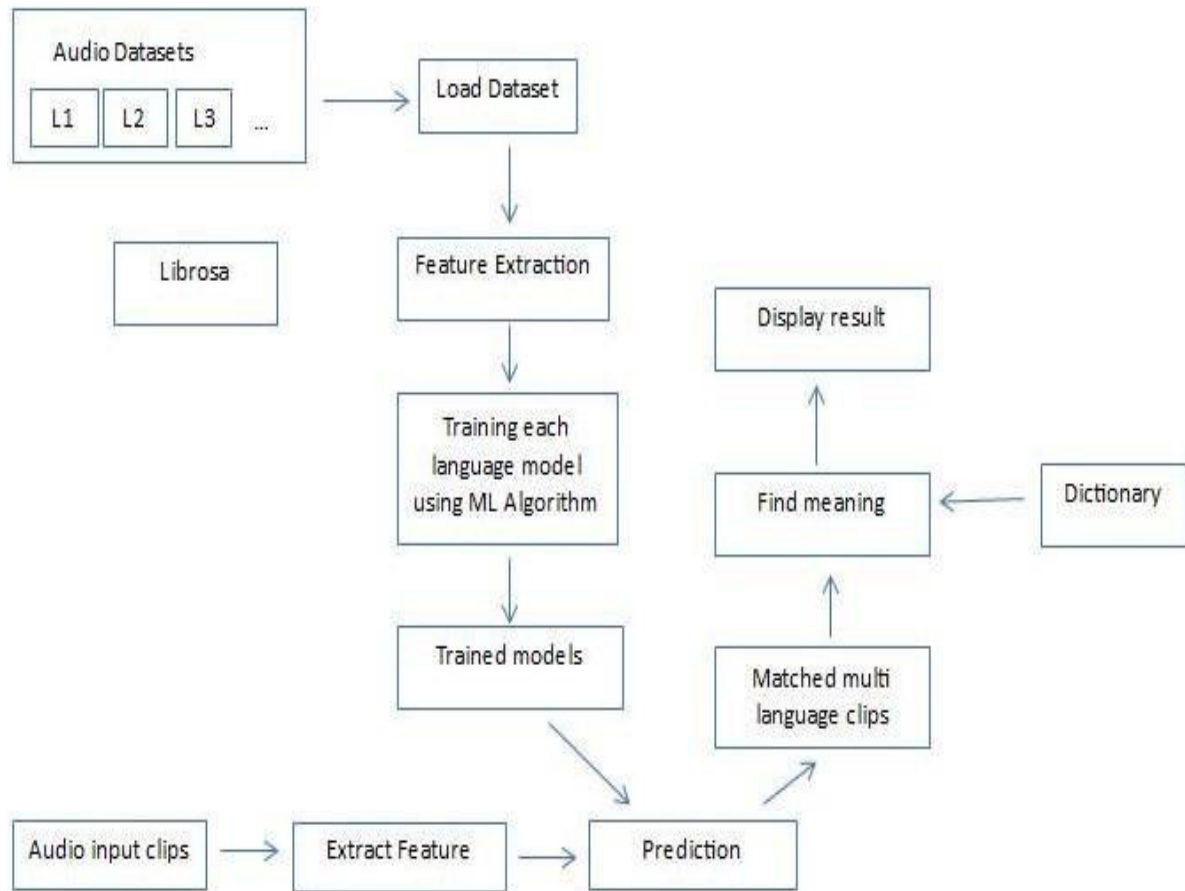 Audio Datasets
L1 L2 L3 ...
Load Dataset
Librosa
Feature Extraction
Training each
language model
using ML Algorithm
Trained models
Audio input clips
Extract Feature
Prediction
Matched multi
language clips
Find meaning
Dictionary
Display result